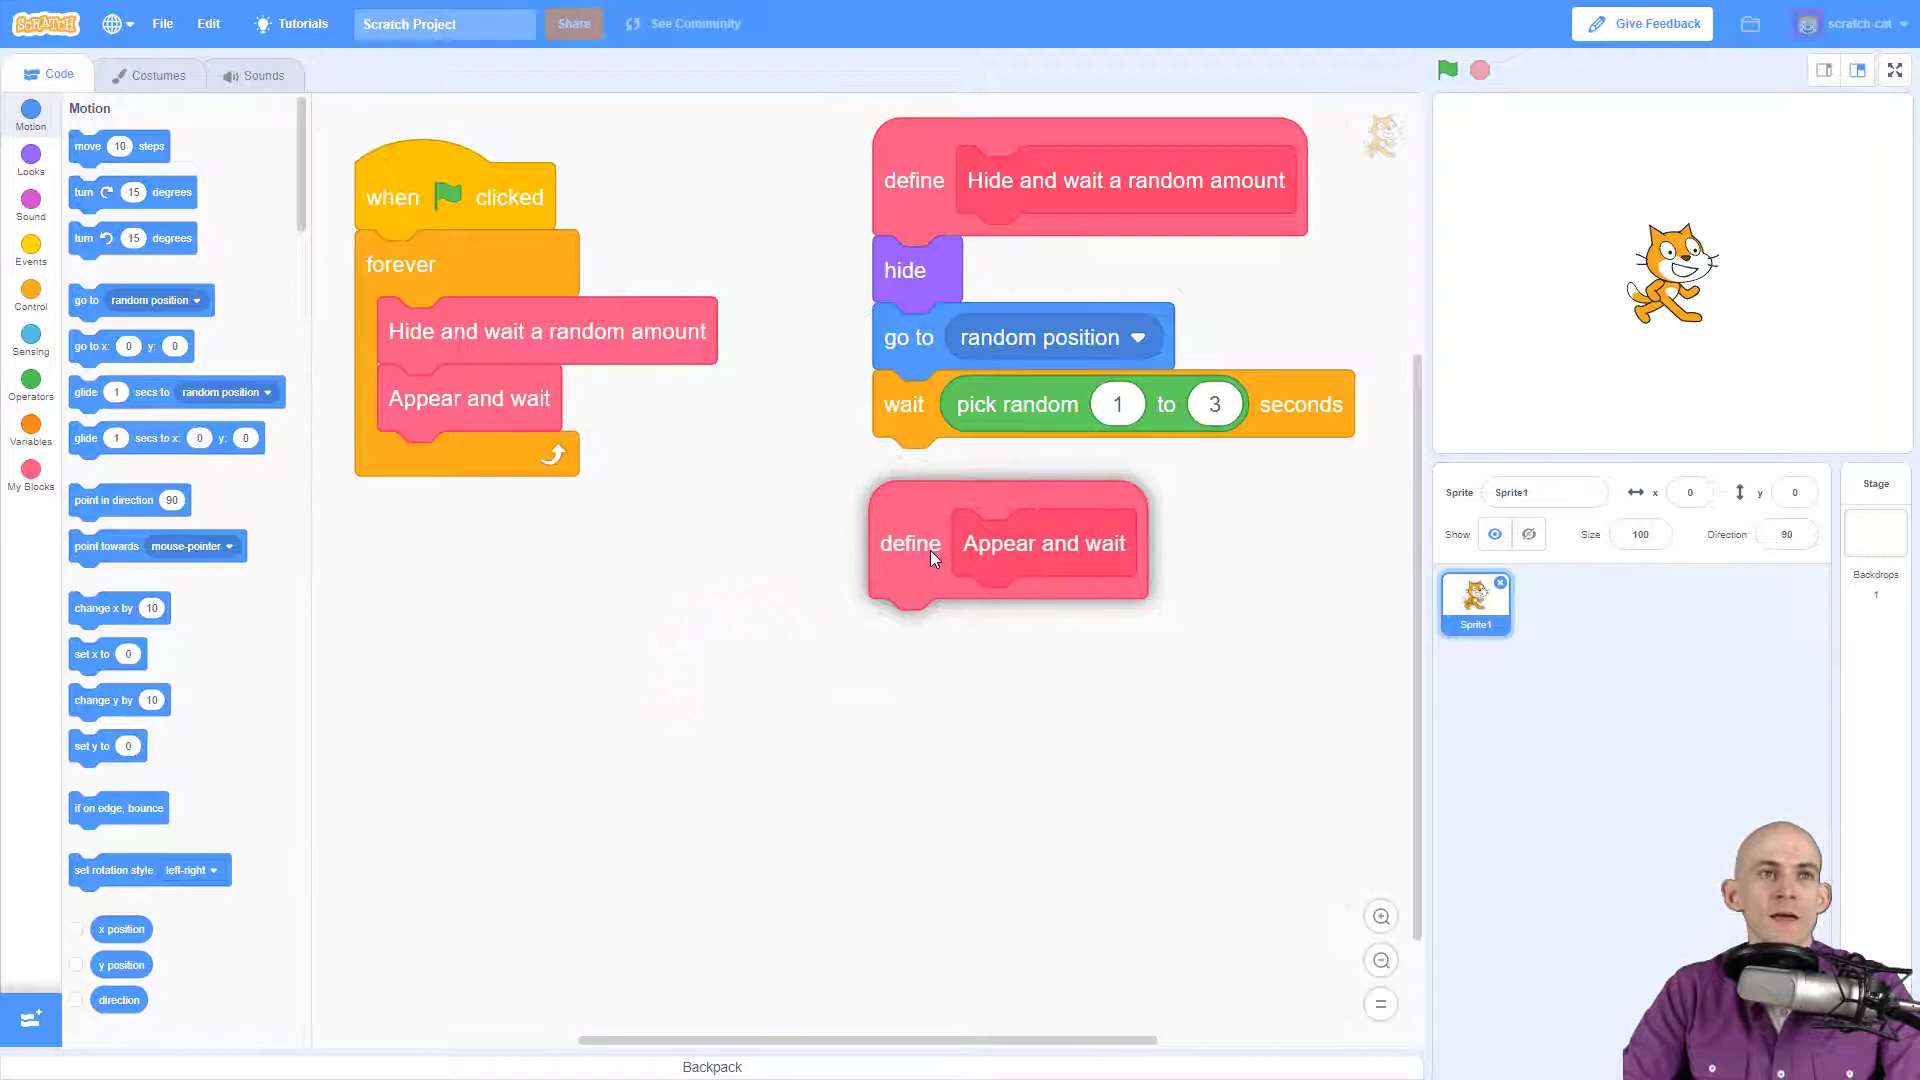 SCRATCH
File
Edit
Tutorials
Scratch Project
Share
See Community
Give Feedback
scratch-cat
Code
Costumes
Sounds
Motion
Looks
Sound
Events
Control
Sensing
Operators
Variables
My Blocks
Motion
move 10 steps
turn 15 degrees
turn 15 degrees
go to random position
go to x: 0 y: 0
glide 1 secs to random position
glide 1 secs to x: 0 y: 0
point in direction 90
point towards mouse-pointer
change x by 10
set x to 0
change y by 10
set y to 0
if on edge, bounce
set rotation style left-right
x position
y position
direction
when clicked
forever
Hide and wait a random amount
Appear and wait
define Hide and wait a random amount
hide
go to random position
wait pick random 1 to 3 seconds
define Appear and wait
Backpack
Sprite Sprite1 x 0 y 0
Show Size 100 Direction 90
Sprite1
Stage
Backdrops
1